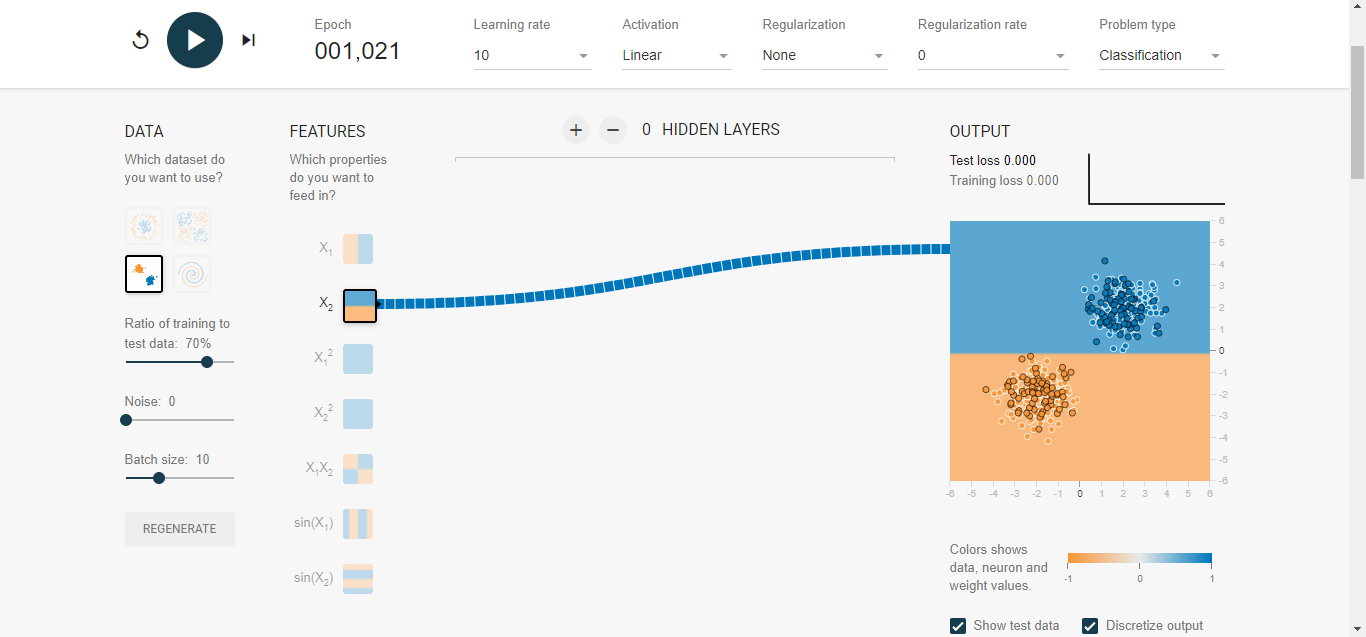 Epoch
001,021
Learning rate
10
Activation
Linear
Regularization
None
Regularization rate
0
Problem type
Classification
DATA
Which dataset do
you want to use?
Ratio of training to
test data: 70%
Noise: 0
Batch size: 10
REGENERATE
FEATURES
Which properties
do you want to
feed in?
X1
X2
X1²
X2²
X1X2
sin(X1)
sin(X2)
+ − 0 HIDDEN LAYERS
OUTPUT
Test loss 0.000
Training loss 0.000
6
5
4
3
2
1
0
-1
-2
-3
-4
-5
-6
-6 -5 -4 -3 -2 -1 0 1 2 3 4 5 6
Colors shows
data, neuron and
weight values.
-1 0 1
Show test data
Discretize output